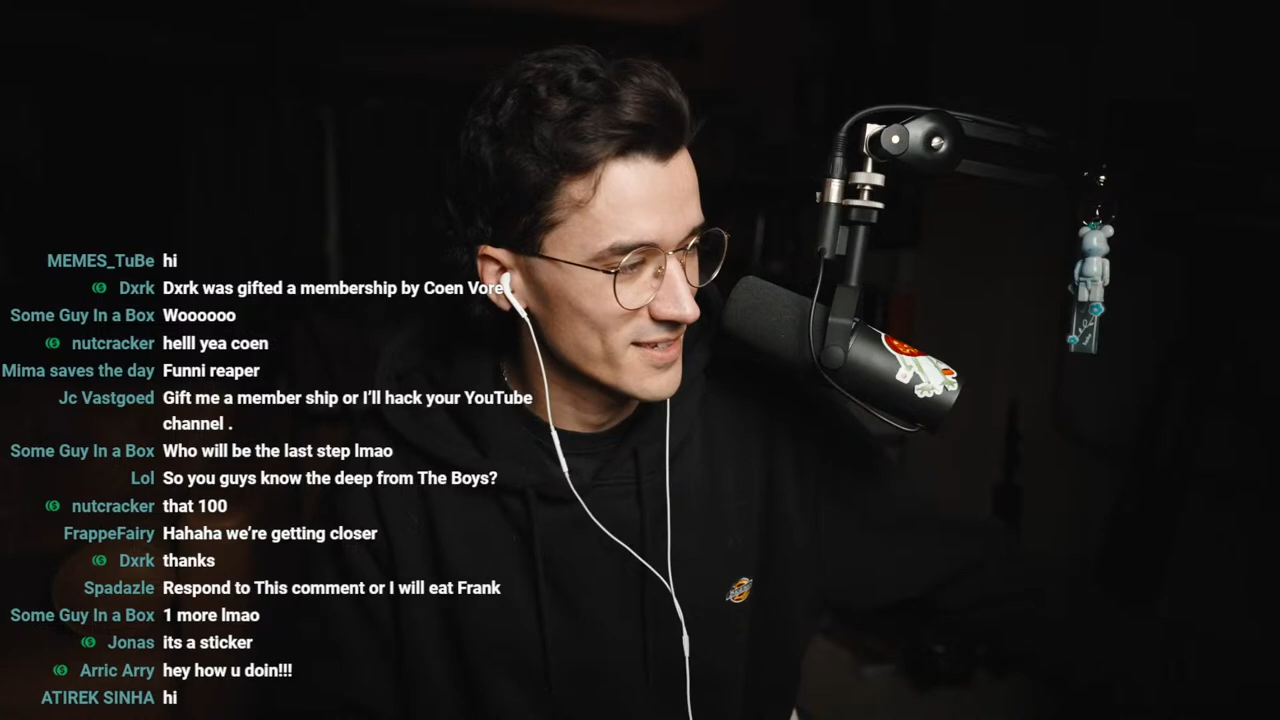 MEMES_TuBe hi
Dxrk Dxrk was gifted a membership by Coen Vore
Some Guy In a Box Woooooo
nutcracker helll yea coen
Mima saves the day Funni reaper
Jc Vastgoed Gift me a member ship or I’ll hack your YouTube
channel .
Some Guy In a Box Who will be the last step lmao
Lol So you guys know the deep from The Boys?
nutcracker that 100
FrappeFairy Hahaha we’re getting closer
Dxrk thanks
Spadazle Respond to This comment or I will eat Frank
Some Guy In a Box 1 more lmao
Jonas its a sticker
Arric Arry hey how u doin!!!
ATIREK SINHA hi